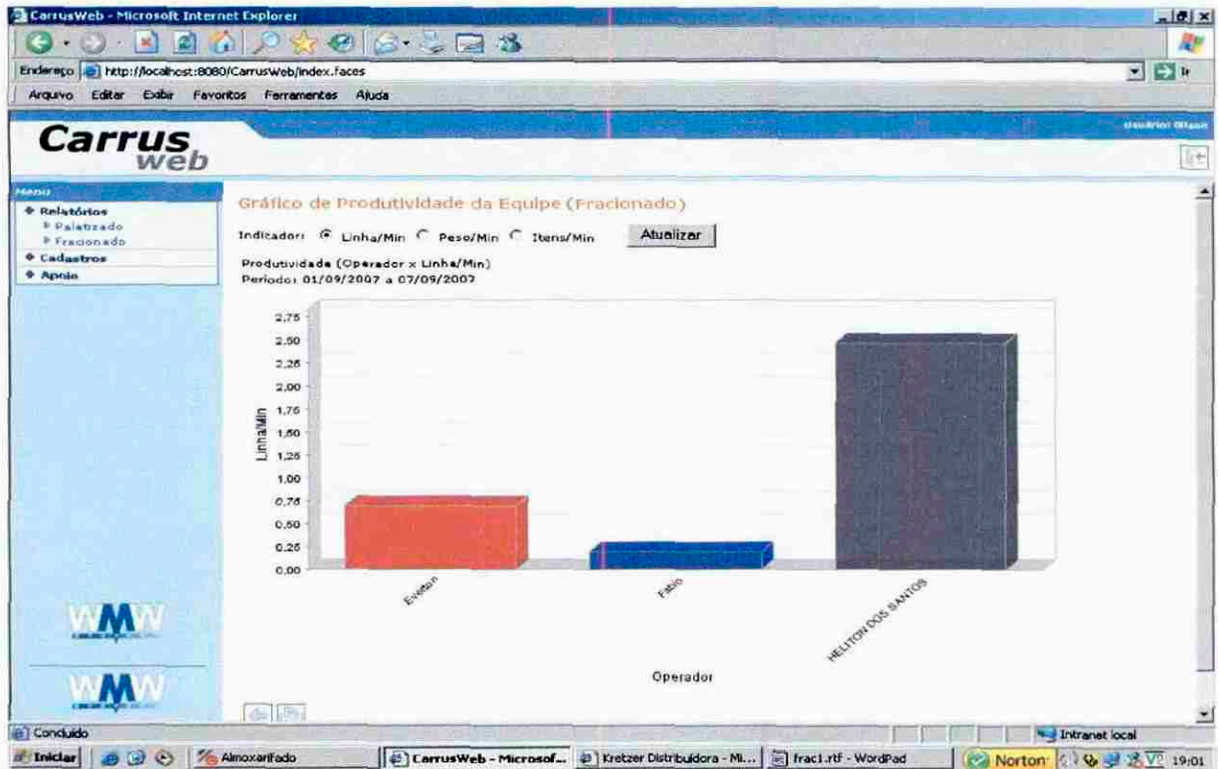 CarrusWeb - Microsoft Internet Explorer
Endereço http://localhost:8080/CarrusWeb/index.faces Ir
Arquivo Editar Exibir Favoritos Ferramentas Ajuda
Carrus
web
Usuário: Gilson
Menu
Relatórios
Paletizado
Fracionado
Cadastros
Apoio
Gráfico de Produtividade da Equipe (Fracionado)
Indicador: Linha/Min Peso/Min Itens/Min Atualizar
Produtividade (Operador x Linha/Min)
Período: 01/09/2007 a 07/09/2007
2,75
2,50
2,25
2,00
1,75
1,50
1,25
1,00
0,75
0,50
0,25
0,00
Linha/Min
Everton
Fabio
HELITON DOS SANTOS
Operador
WMW
WMW
Concluído
Intranet local
Iniciar
Almoxarifado
CarrusWeb - Microsof...
Kretzer Distribuidora - Mi...
frac1.rtf - WordPad
Norton
19:01